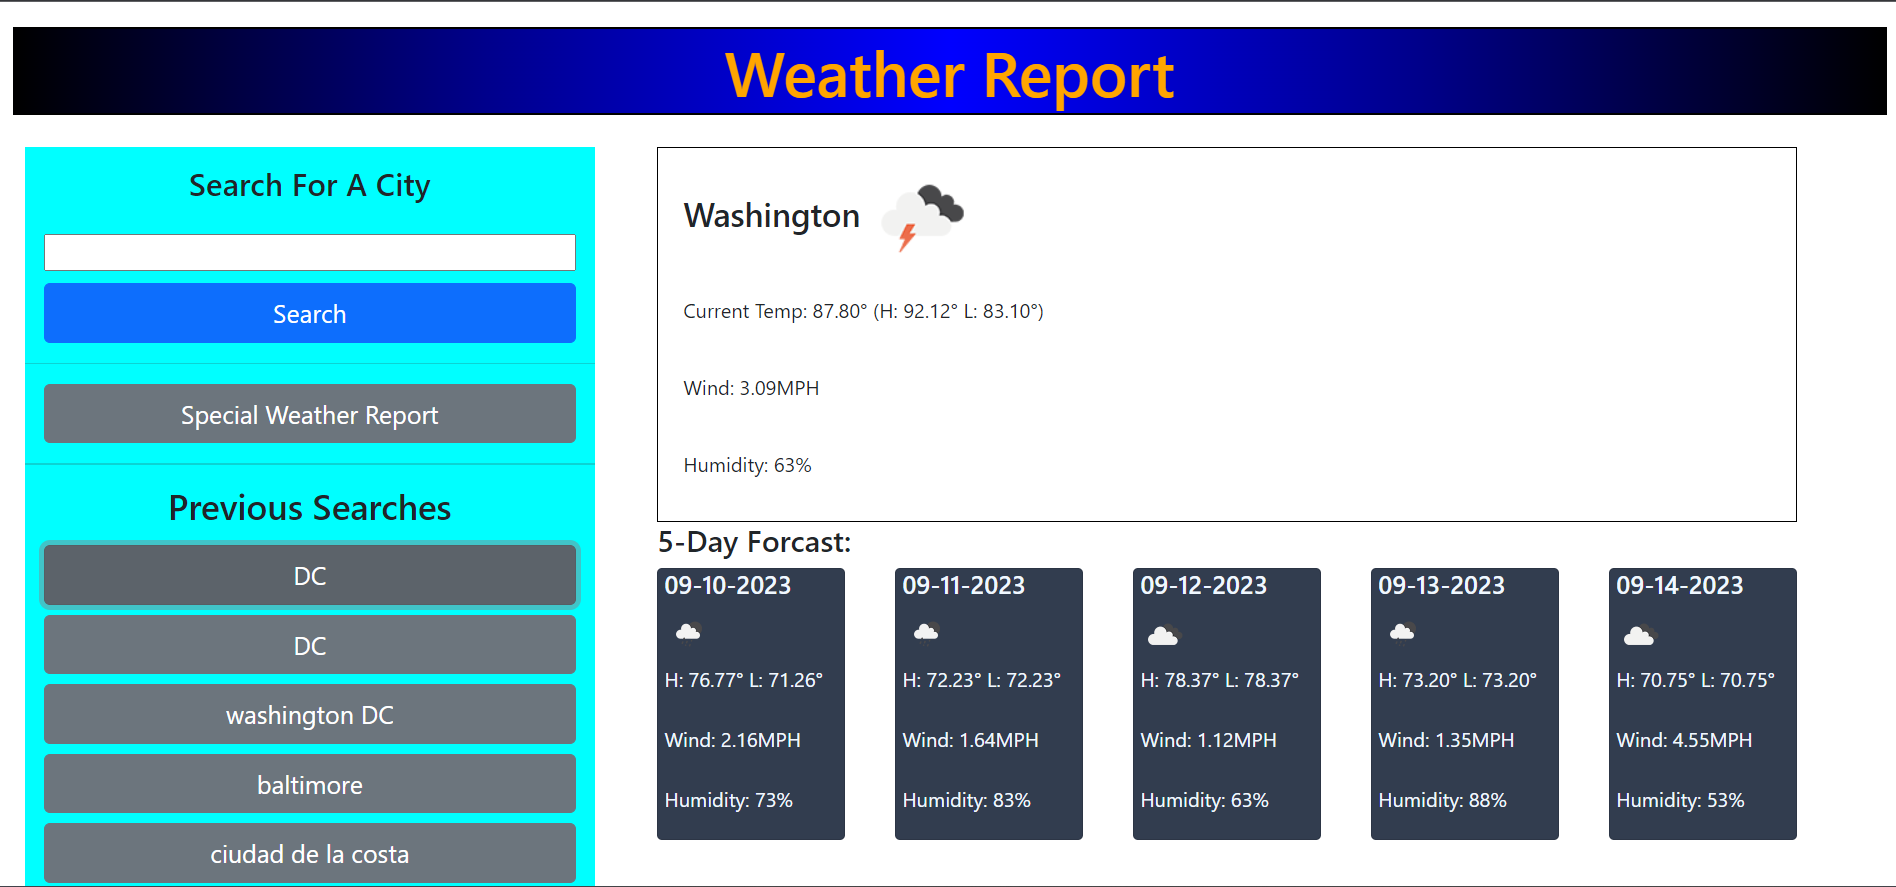 Weather Report
Search For A City
Search
Special Weather Report
Previous Searches
DC
DC
washington DC
baltimore
ciudad de la costa
Washington
Current Temp: 87.80° (H: 92.12° L: 83.10°)
Wind: 3.09MPH
Humidity: 63%
5-Day Forcast:
09-10-2023
H: 76.77° L: 71.26°
Wind: 2.16MPH
Humidity: 73%
09-11-2023
H: 72.23° L: 72.23°
Wind: 1.64MPH
Humidity: 83%
09-12-2023
H: 78.37° L: 78.37°
Wind: 1.12MPH
Humidity: 63%
09-13-2023
H: 73.20° L: 73.20°
Wind: 1.35MPH
Humidity: 88%
09-14-2023
H: 70.75° L: 70.75°
Wind: 4.55MPH
Humidity: 53%